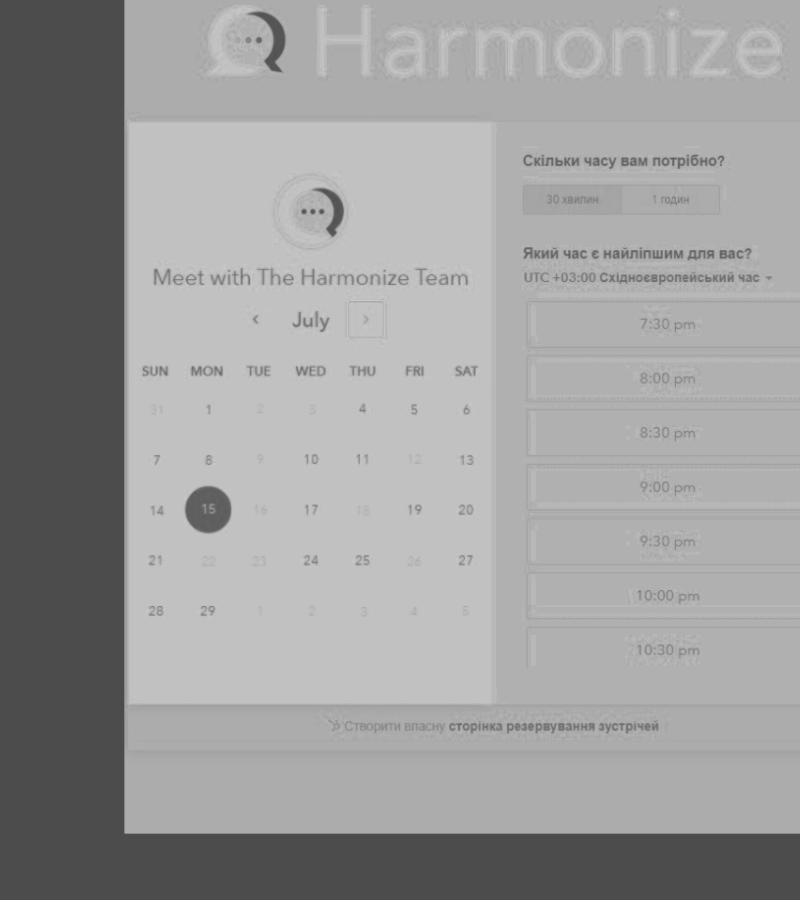 Harmonize
Meet with The Harmonize Team
July
SUN MON TUE WED THU FRI SAT
31 1 2 3 4 5 6
7 8 9 10 11 12 13
14 15 16 17 18 19 20
21 22 23 24 25 26 27
28 29 1 2 3 4 5
Скільки часу вам потрібно?
30 хвилин 1 годин
Який час є найліпшим для вас?
UTC +03:00 Східноєвропейський час
7:30 pm
8:00 pm
8:30 pm
9:00 pm
9:30 pm
10:00 pm
10:30 pm
Створити власну сторінка резервування зустрічей